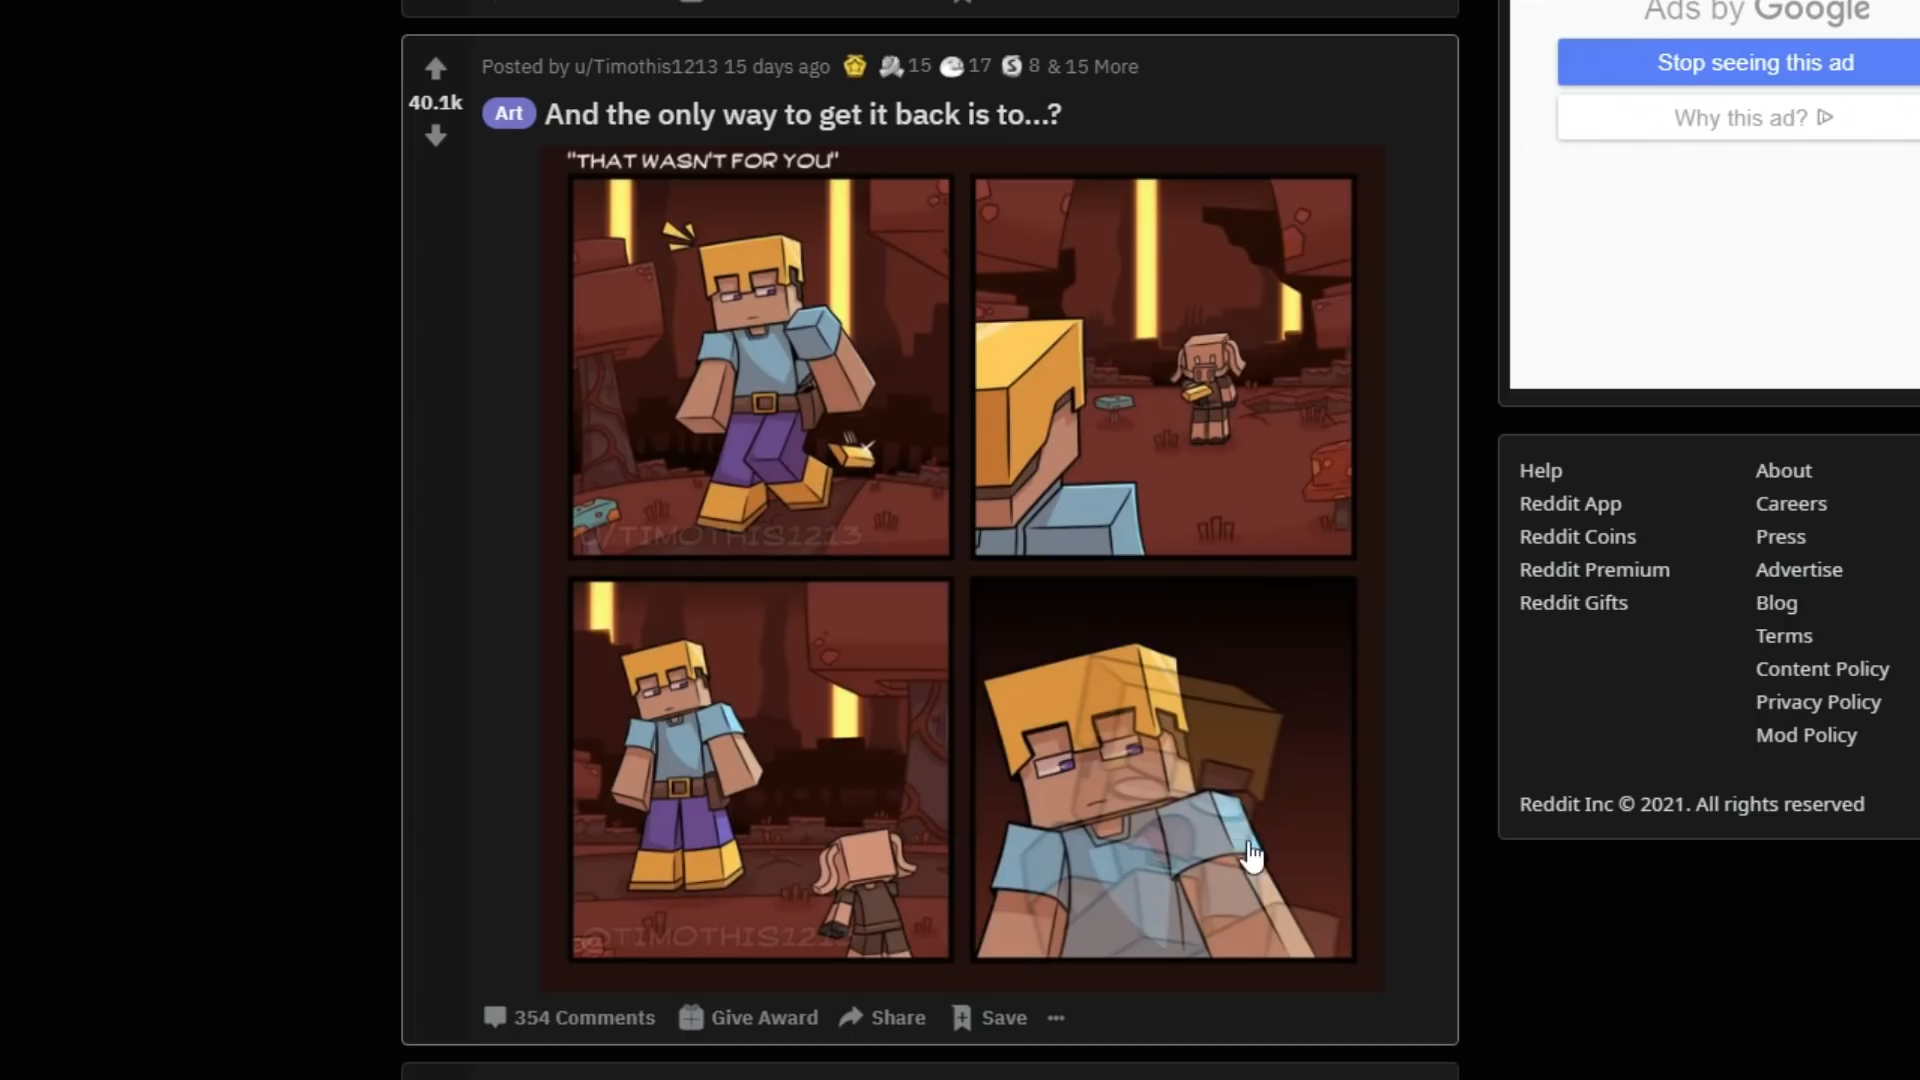 Ads by Google
Stop seeing this ad
Why this ad?
Posted by u/Timothis1213 15 days ago 15 17 8 & 15 More
40.1k
Art And the only way to get it back is to...?
"THAT WASN'T FOR YOU"
U/TIMOTHIS1213
@TIMOTHIS1213
354 Comments Give Award Share Save
Help About
Reddit App Careers
Reddit Coins Press
Reddit Premium Advertise
Reddit Gifts Blog
Terms
Content Policy
Privacy Policy
Mod Policy
Reddit Inc © 2021. All rights reserved